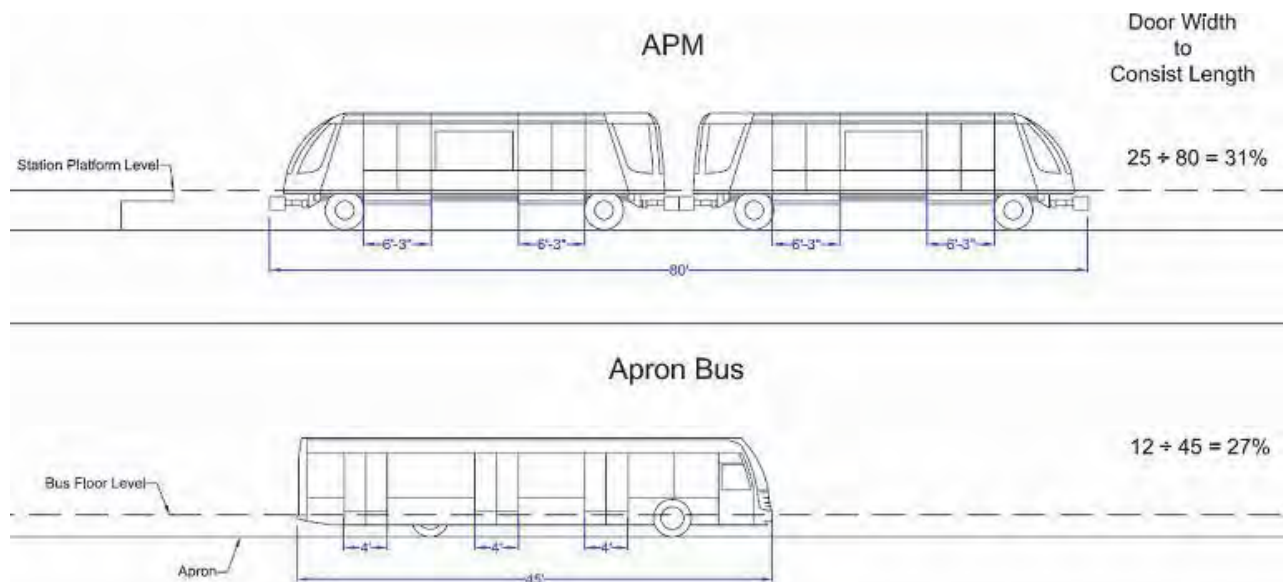 APM
Door Width
to
Consist Length
Station Platform Level
25 ÷ 80 = 31%
6'-3"
6'-3"
6'-3"
6'-3"
80'
Apron Bus
12 ÷ 45 = 27%
Bus Floor Level
4'
4'
4'
Apron
45'